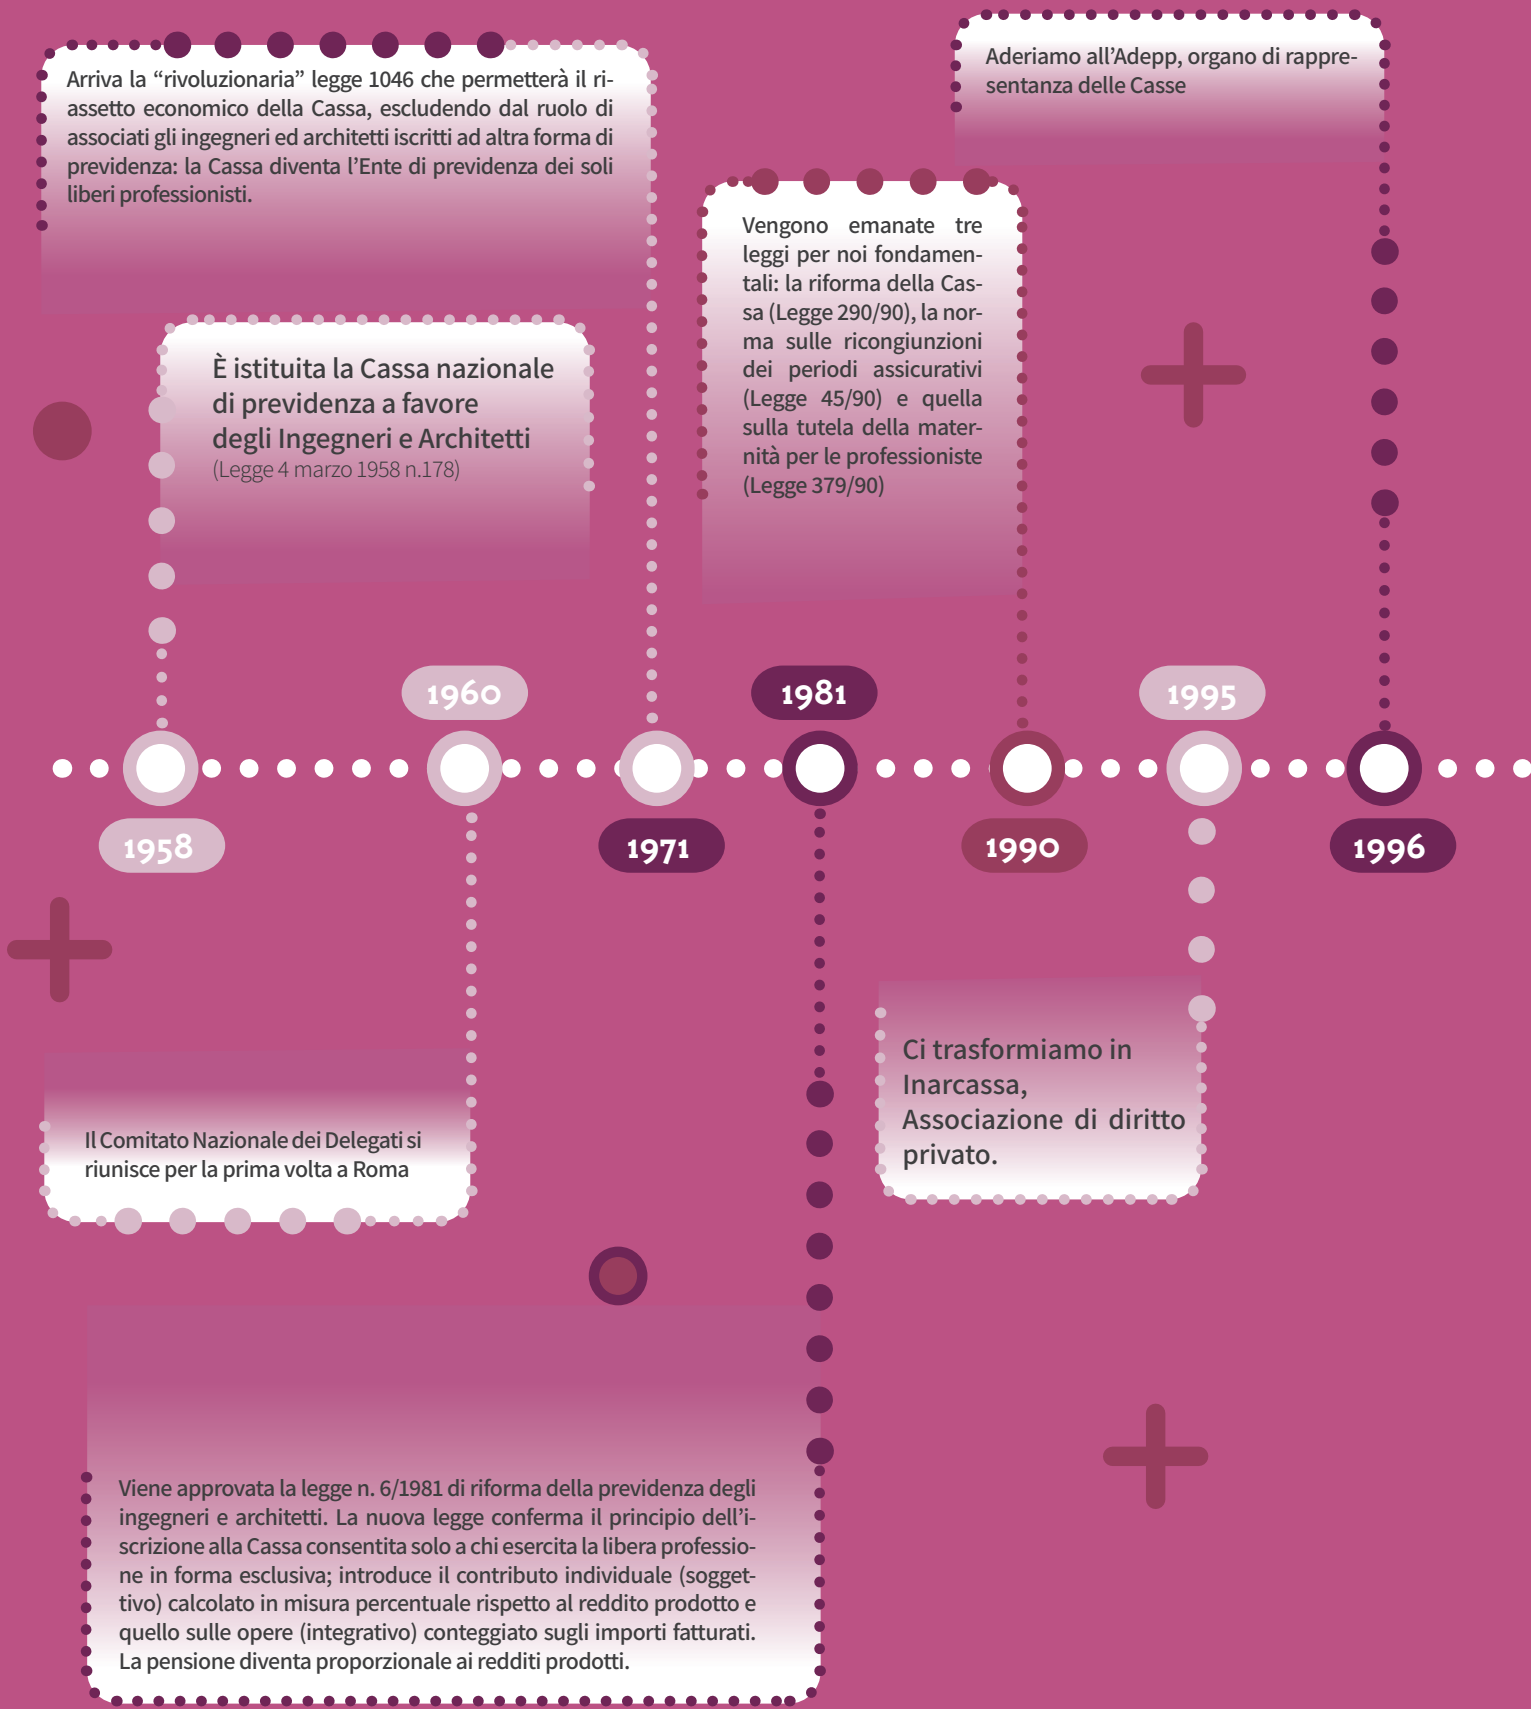 Arriva la “rivoluzionaria” legge 1046 che permetterà il ri-
assetto economico della Cassa, escludendo dal ruolo di
associati gli ingegneri ed architetti iscritti ad altra forma di
previdenza: la Cassa diventa l’Ente di previdenza dei soli
liberi professionisti.
Aderiamo all’Adepp, organo di rappre-
sentanza delle Casse
Vengono emanate tre
leggi per noi fondamen-
tali: la riforma della Cas-
sa (Legge 290/90), la nor-
ma sulle ricongiunzioni
dei periodi assicurativi
(Legge 45/90) e quella
sulla tutela della mater-
nità per le professioniste
(Legge 379/90)
È istituita la Cassa nazionale
di previdenza a favore
degli Ingegneri e Architetti
(Legge 4 marzo 1958 n.178)
1960
1981
1995
1958
1971
1990
1996
Il Comitato Nazionale dei Delegati si
riunisce per la prima volta a Roma
Ci trasformiamo in
Inarcassa,
Associazione di diritto
privato.
Viene approvata la legge n. 6/1981 di riforma della previdenza degli
ingegneri e architetti. La nuova legge conferma il principio dell’i-
scrizione alla Cassa consentita solo a chi esercita la libera professio-
ne in forma esclusiva; introduce il contributo individuale (sogget-
tivo) calcolato in misura percentuale rispetto al reddito prodotto e
quello sulle opere (integrativo) conteggiato sugli importi fatturati.
La pensione diventa proporzionale ai redditi prodotti.